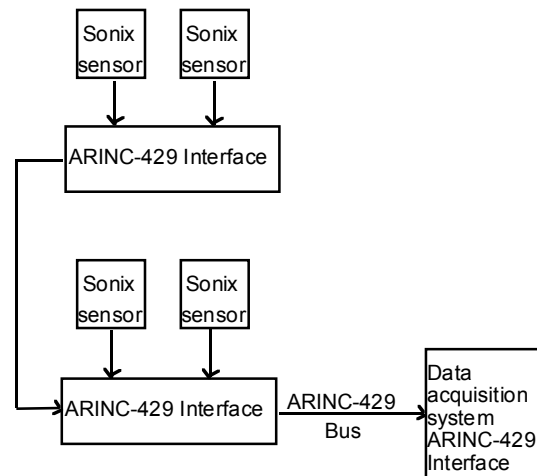 Sonix
sensor
Sonix
sensor
ARINC-429 Interface
Sonix
sensor
Sonix
sensor
ARINC-429 Interface
ARINC-429
Bus
Data
acquisition
system
ARINC-429
Interface